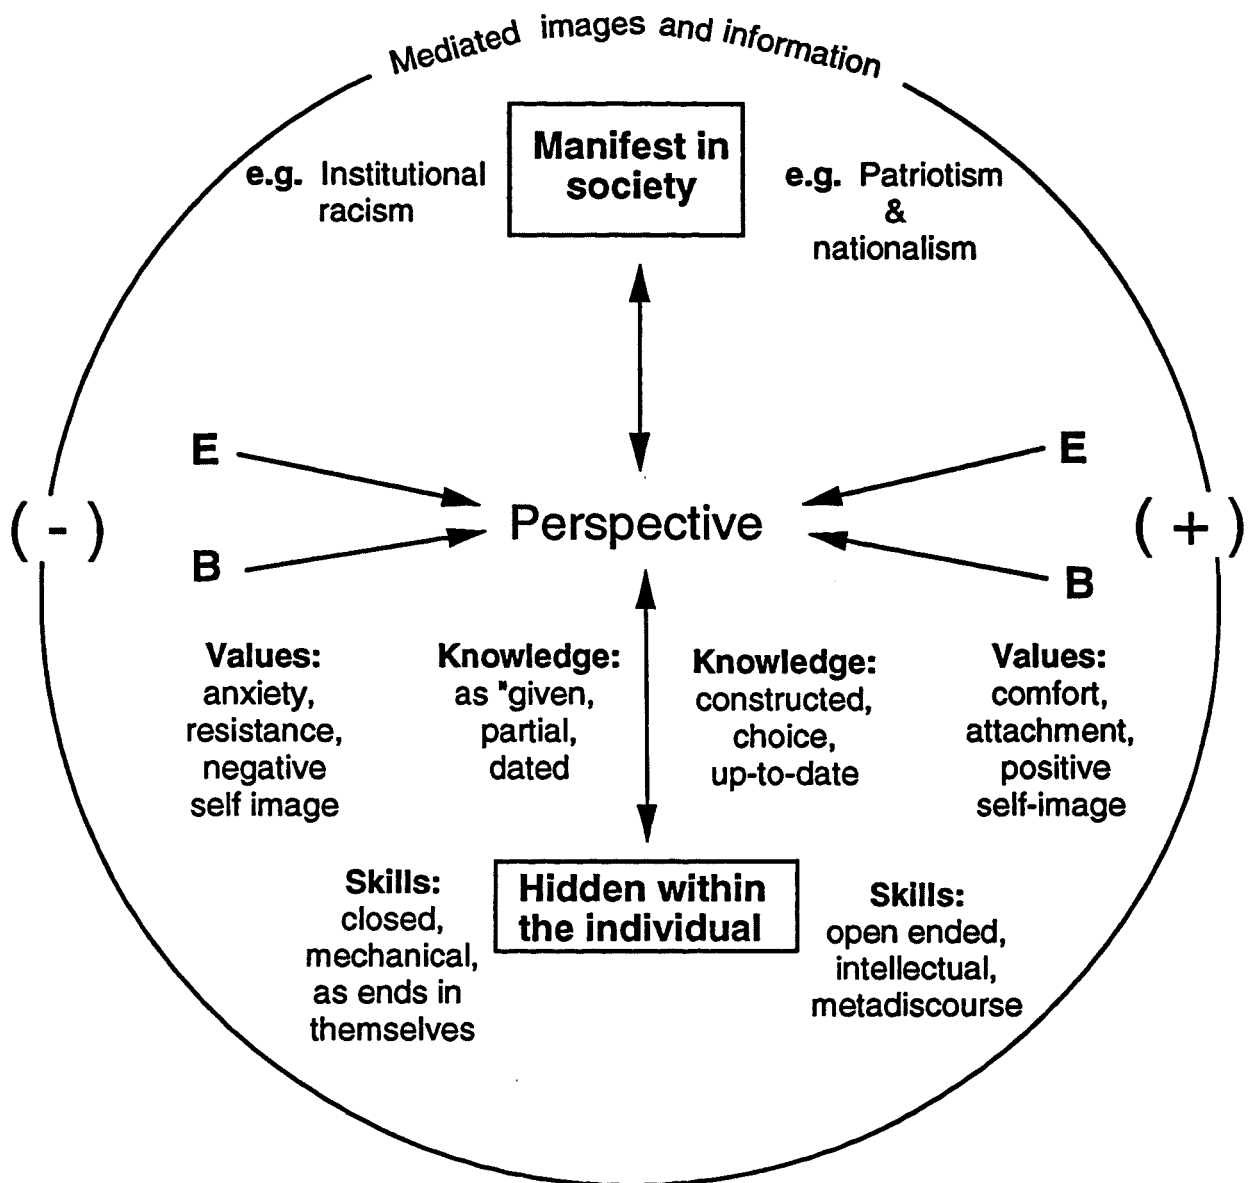 Mediated images and information
Manifest in
society
e.g. Institutional
racism
e.g. Patriotism
&
nationalism
E
E
( - )
Perspective
( + )
B
B
Values:
anxiety,
resistance,
negative
self image
Knowledge:
as "given,
partial,
dated
Knowledge:
constructed,
choice,
up-to-date
Values:
comfort,
attachment,
positive
self-image
Skills:
closed,
mechanical,
as ends in
themselves
Hidden within
the individual
Skills:
open ended,
intellectual,
metadiscourse